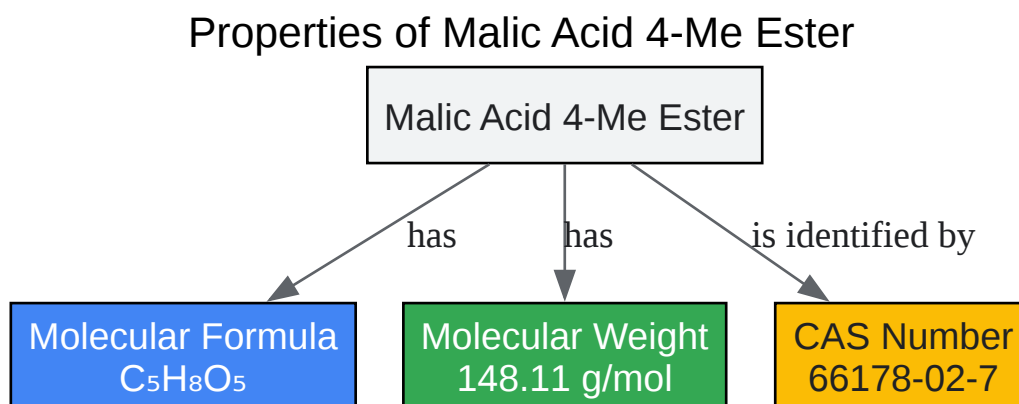 Properties of Malic Acid 4-Me Ester
Malic Acid 4-Me Ester
has
has
is identified by
Molecular Formula
C₅H₈O₅
Molecular Weight
148.11 g/mol
CAS Number
66178-02-7